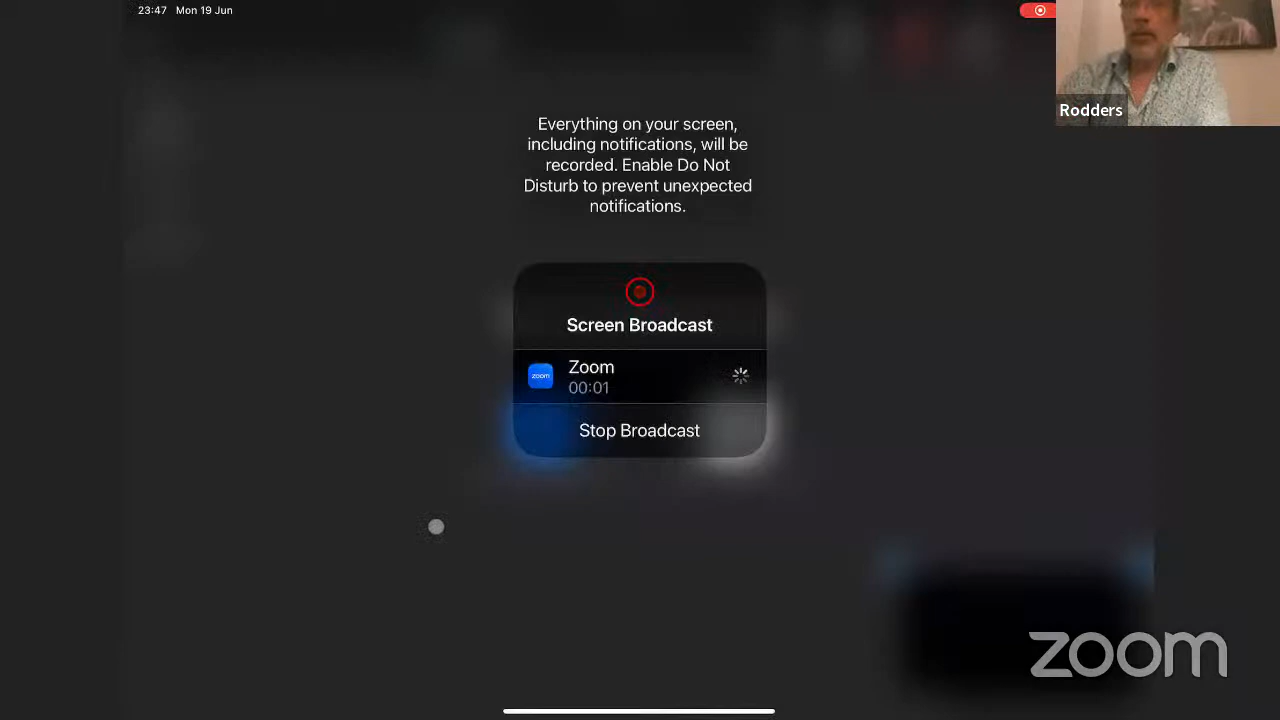 23:47 Mon 19 Jun
Rodders
Everything on your screen,
including notifications, will be
recorded. Enable Do Not
Disturb to prevent unexpected
notifications.
Screen Broadcast
zoom
Zoom
00:01
Stop Broadcast
zoom